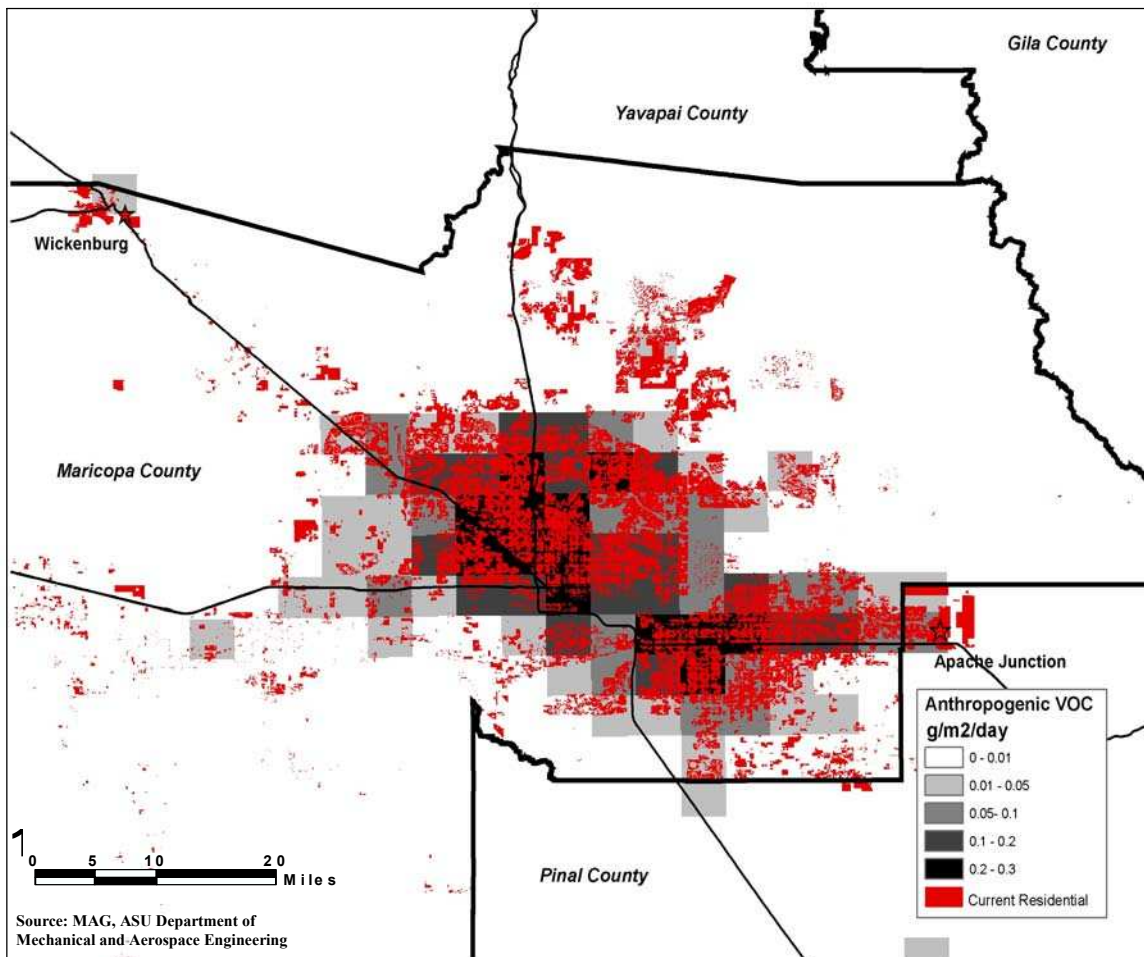 Gila County
Yavapai County
Wickenburg
Maricopa County
Apache Junction
Anthropogenic VOC
g/m2/day
0 - 0.01
0.01 - 0.05
0.05- 0.1
0.1 - 0.2
0.2 - 0.3
Current Residential
Pinal County
0 5 10 20
Miles
Source: MAG, ASU Department of
Mechanical and Aerospace Engineering